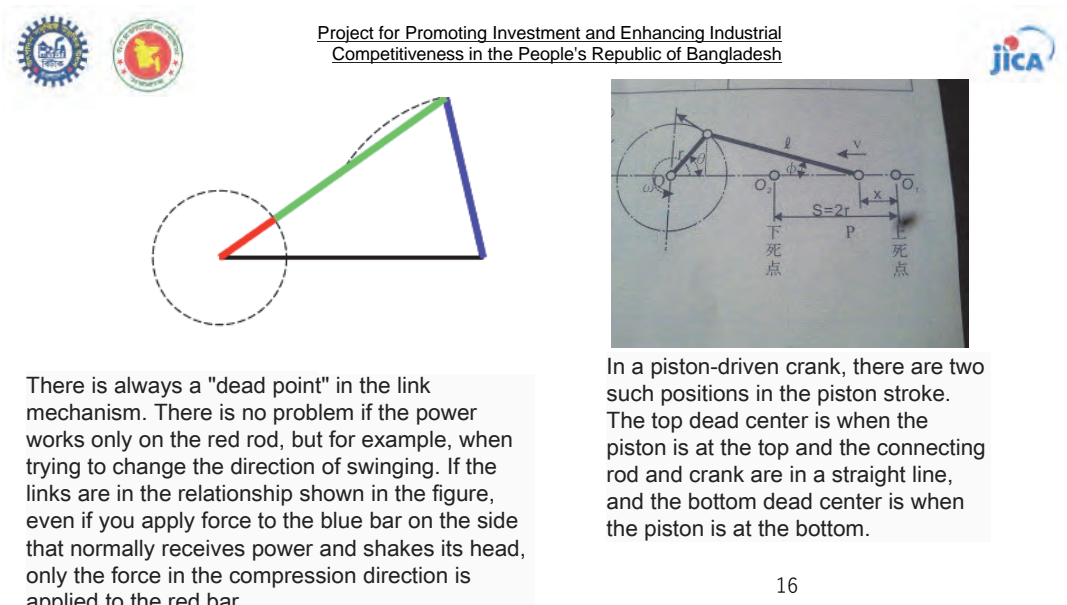 Project for Promoting Investment and Enhancing Industrial
Competitiveness in the People's Republic of Bangladesh
jICA
r
θ
ℓ
v
ϕ
O
ω
O₂
O₁
x
S=2r
P
下死点
上死点
There is always a "dead point" in the link
mechanism. There is no problem if the power
works only on the red rod, but for example, when
trying to change the direction of swinging. If the
links are in the relationship shown in the figure,
even if you apply force to the blue bar on the side
that normally receives power and shakes its head,
only the force in the compression direction is
applied to the red bar
In a piston-driven crank, there are two
such positions in the piston stroke.
The top dead center is when the
piston is at the top and the connecting
rod and crank are in a straight line,
and the bottom dead center is when
the piston is at the bottom.
16